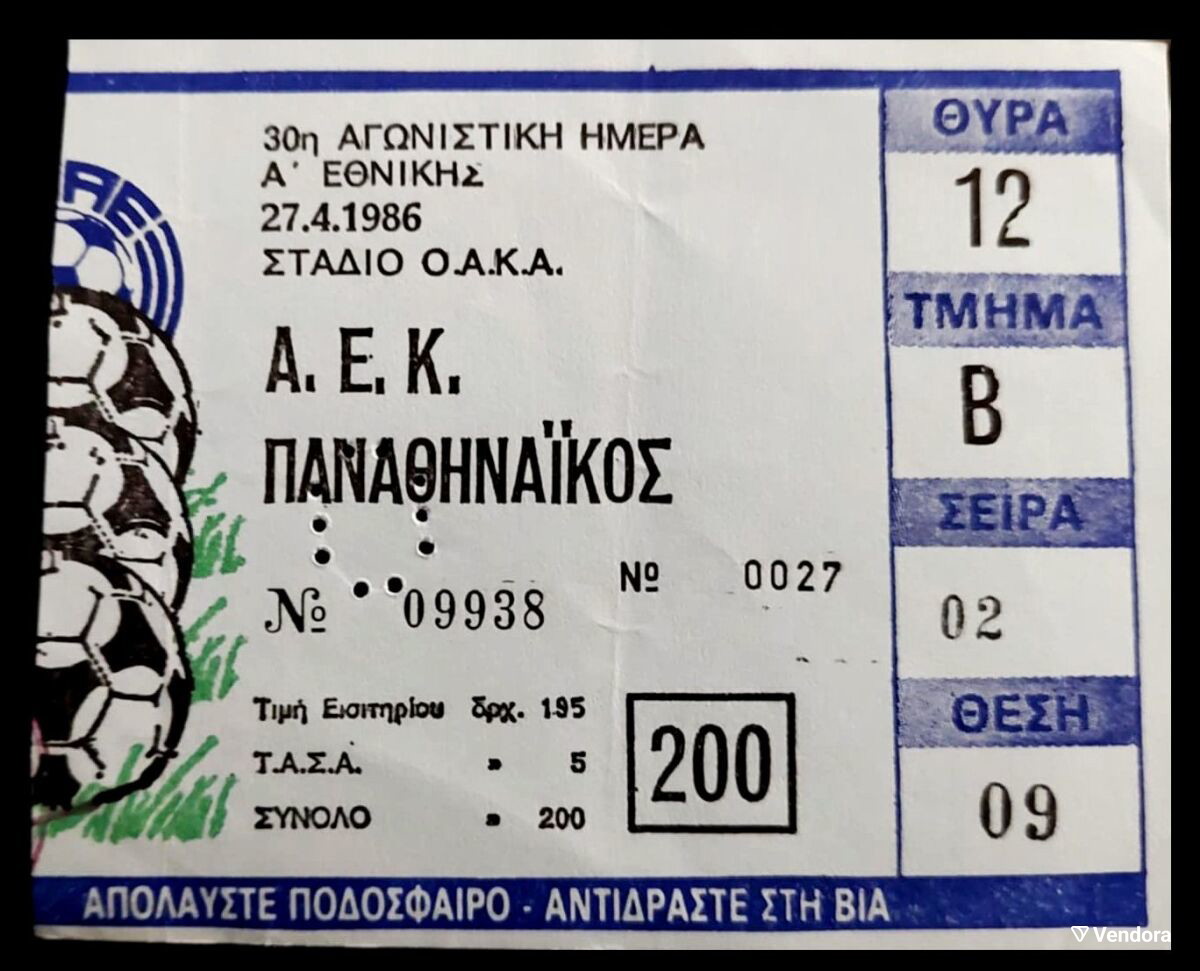 ΑΕΙ
30η ΑΓΩΝΙΣΤΙΚΗ ΗΜΕΡΑ
Α' ΕΘΝΙΚΗΣ
27.4.1986
ΣΤΑΔΙΟ Ο.Α.Κ.Α.
Α. Ε. Κ.
ΠΑΝΑΘΗΝΑΪΚΟΣ
№ 09938
Nº 0027
Τιμή Εισιτηρίου δρχ. 195
Τ.Α.Σ.Α. » 5
ΣΥΝΟΛΟ » 200
200
ΘΥΡΑ
12
ΤΜΗΜΑ
Β
ΣΕΙΡΑ
02
ΘΕΣΗ
09
ΑΠΟΛΑΥΣΤΕ ΠΟΔΟΣΦΑΙΡΟ · ΑΝΤΙΔΡΑΣΤΕ ΣΤΗ ΒΙΑ
Vendora